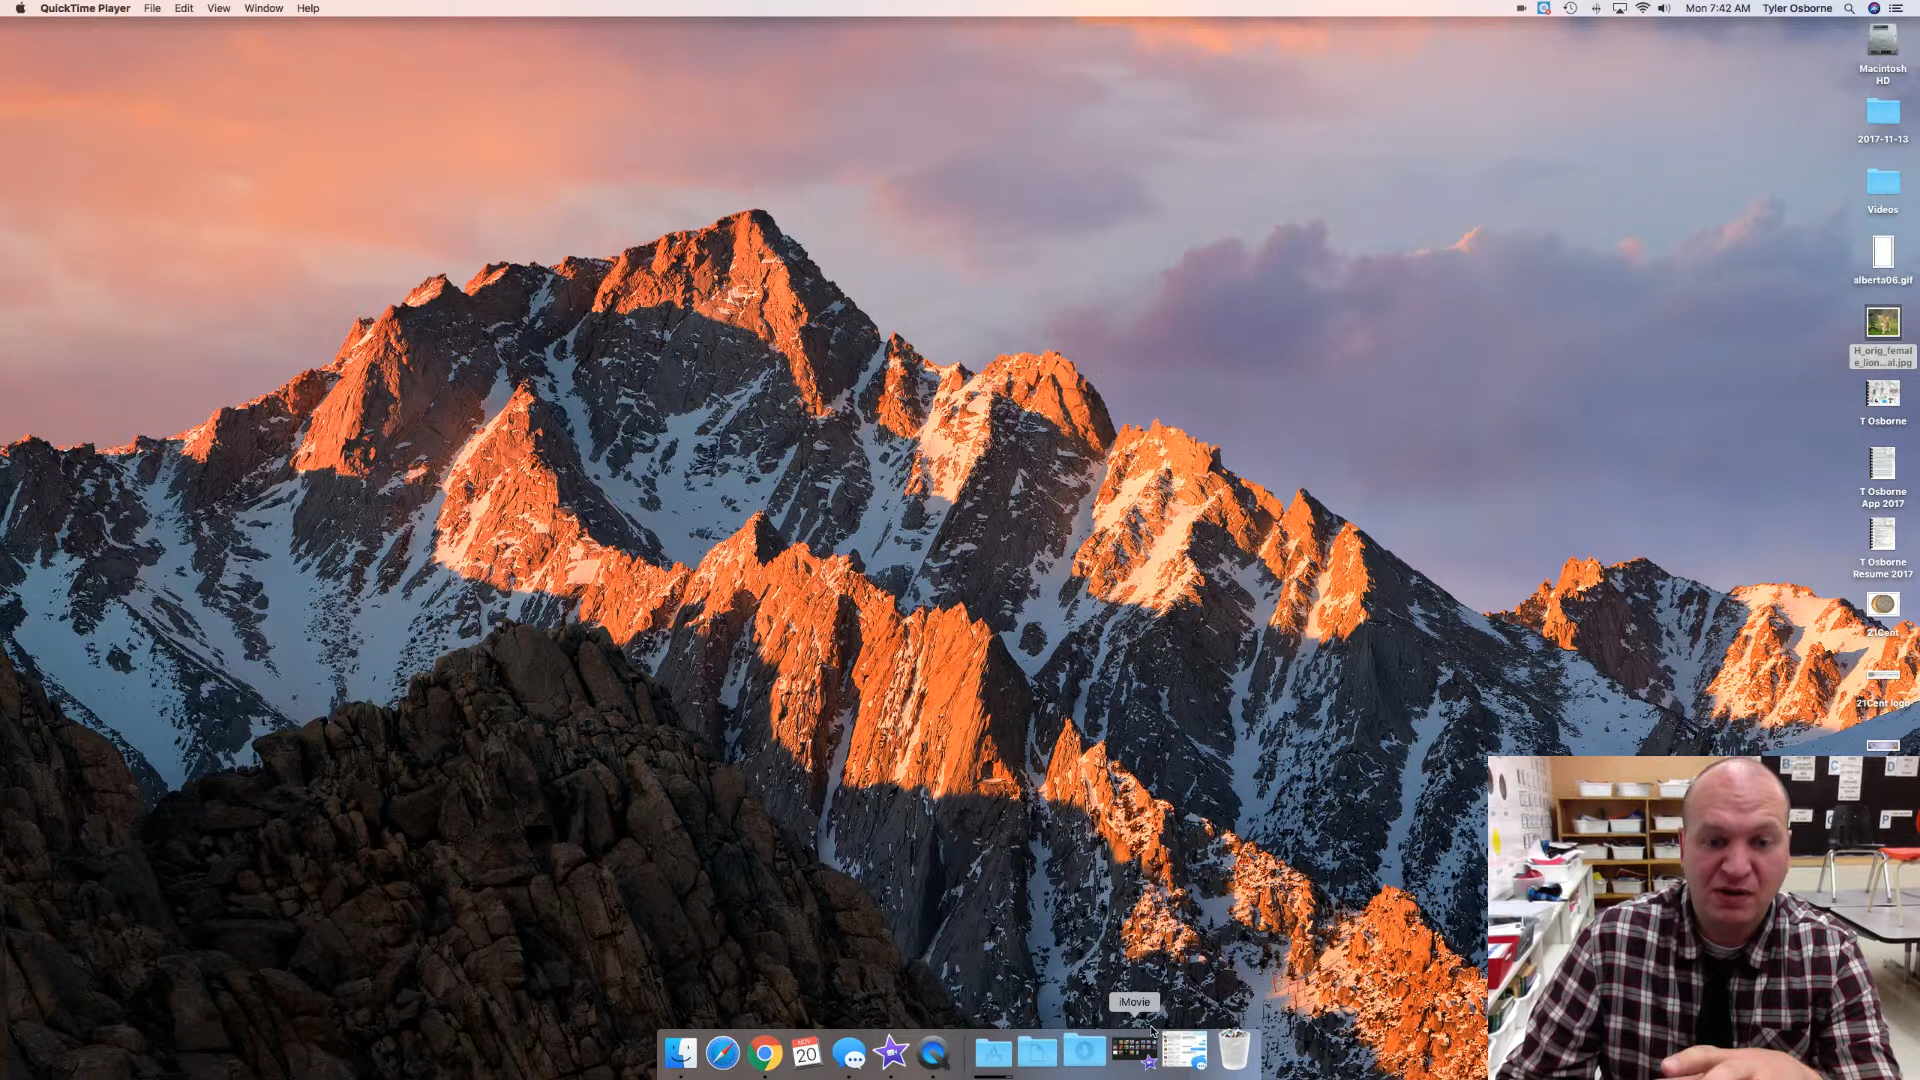 QuickTime Player File Edit View Window Help
Mon 7:42 AM Tyler Osborne
Macintosh
HD
2017-11-13
Videos
alberta06.gif
H_orig_femal
e_lion...al.jpg
T Osborne
T Osborne
App 2017
T Osborne
Resume 2017
21Cent
21Cent logo
B
C
D
P
iMovie
NOV
20